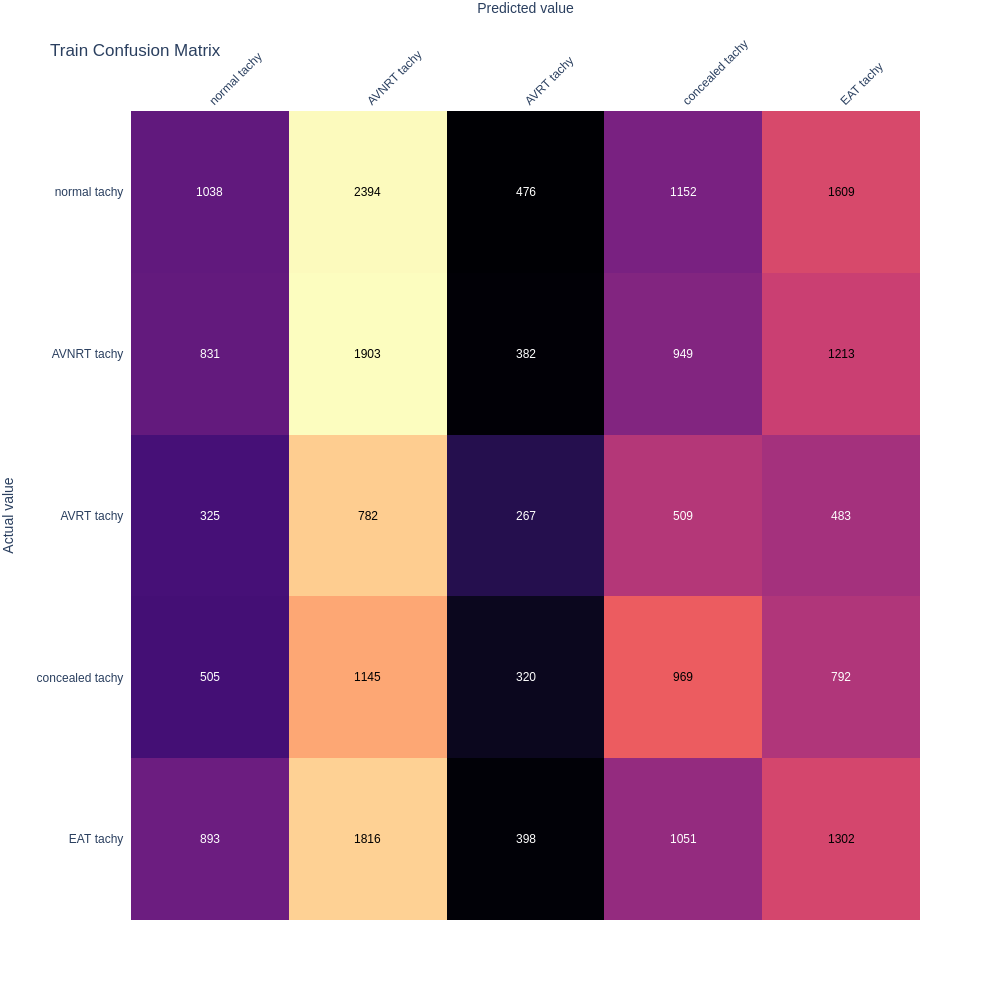 Predicted value
Train Confusion Matrix
normal tachy AVNRT tachy AVRT tachy concealed tachy EAT tachy
Actual value
normal tachy 1038 2394 476 1152 1609
AVNRT tachy 831 1903 382 949 1213
AVRT tachy 325 782 267 509 483
concealed tachy 505 1145 320 969 792
EAT tachy 893 1816 398 1051 1302